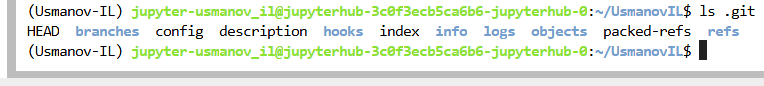 (Usmanov-IL) jupyter-usmanov_il@jupyterhub-3c0f3ecb5ca6b6-jupyterhub-0:~/UsmanovIL$ ls .git
HEAD branches config description hooks index info logs objects packed-refs refs
(Usmanov-IL) jupyter-usmanov_il@jupyterhub-3c0f3ecb5ca6b6-jupyterhub-0:~/UsmanovIL$